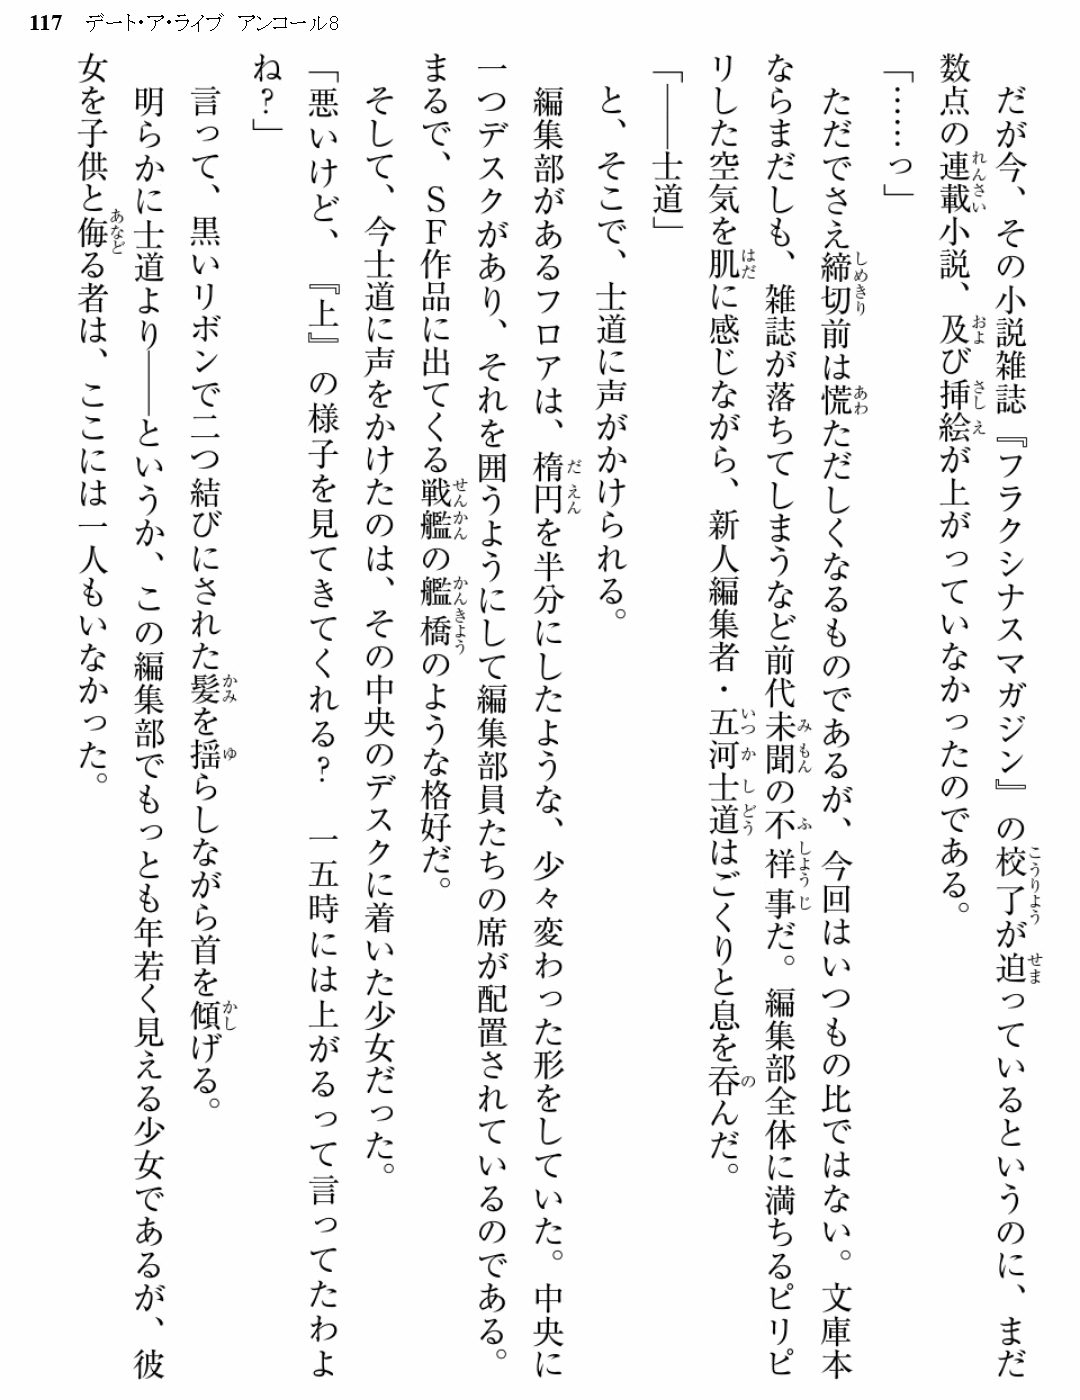 117 デート・ア・ライブ アンコール8
だが今、その小説雑誌『フラクシナスマガジン』の校了が迫っているというのに、まだ
数点の連載小説、及び挿絵が上がっていなかったのである。
「……っ」
ただでさえ締切前は慌ただしくなるものであるが、今回はいつもの比ではない。文庫本
ならまだしも、雑誌が落ちてしまうなど前代未聞の不祥事だ。編集部全体に満ちるピリピ
リした空気を肌に感じながら、新人編集者・五河士道はごくりと息を呑んだ。
「――士道」
と、そこで、士道に声がかけられる。
編集部があるフロアは、楕円を半分にしたような、少々変わった形をしていた。中央に
一つデスクがあり、それを囲うようにして編集部員たちの席が配置されているのである。
まるで、SF作品に出てくる戦艦の艦橋のような格好だ。
そして、今士道に声をかけたのは、その中央のデスクに着いた少女だった。
「悪いけど、『上』の様子を見てきてくれる? 一五時には上がるって言ってたわよ
ね?」
言って、黒いリボンで二つ結びにされた髪を揺らしながら首を傾げる。
明らかに士道より――というか、この編集部でもっとも年若く見える少女であるが、彼
女を子供と侮る者は、ここには一人もいなかった。